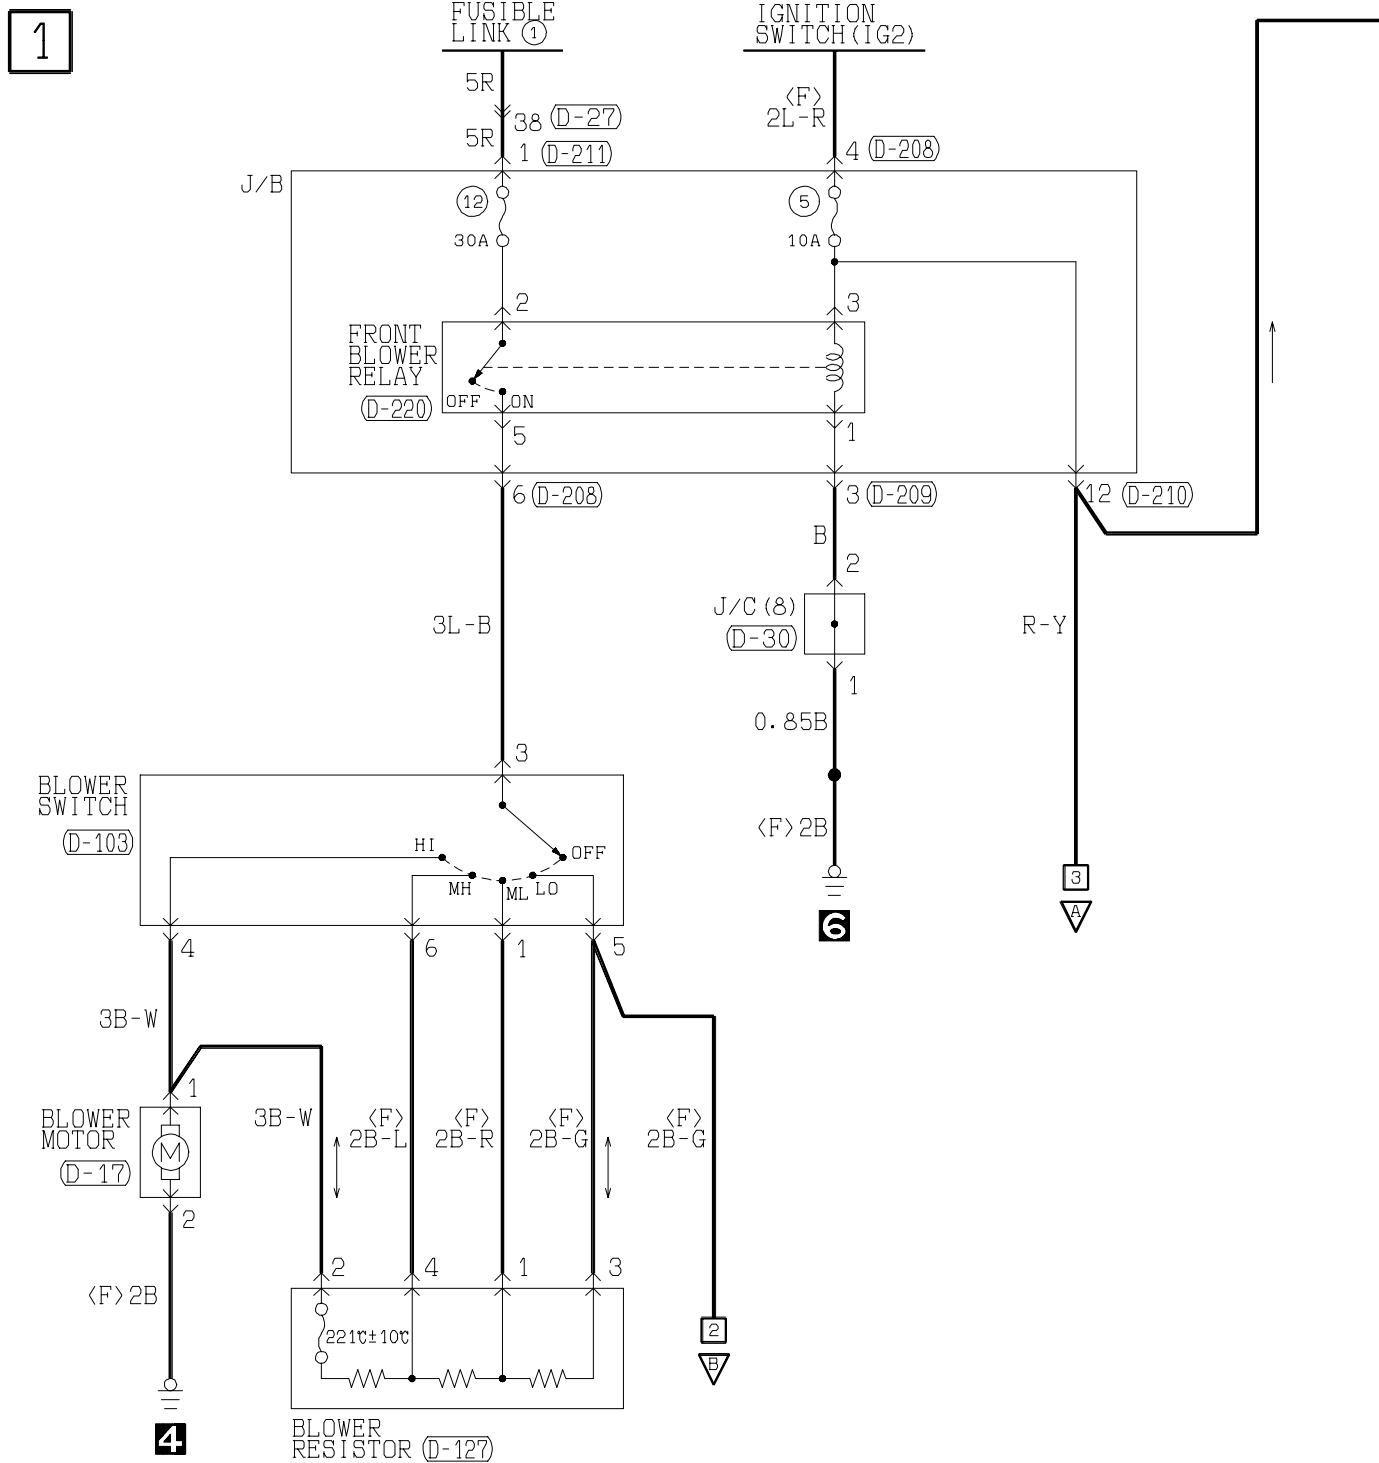 1
FUSIBLE
LINK ①
IGNITION
SWITCH(IG2)
5R
<F>
2L-R
38 D-27
5R
1 D-211
4 D-208
J/B
12
30A
5
10A
2
3
FRONT
BLOWER
RELAY
D-220
OFF
ON
5
1
6 D-208
3 D-209
12 D-210
B
2
J/C(8)
D-30
3L-B
R-Y
1
0.85B
3
BLOWER
SWITCH
D-103
<F>2B
HI
OFF
MH
ML
LO
3
A
6
4
6
1
5
3B-W
1
BLOWER
MOTOR
D-17
M
3B-W
<F>
2B-L
<F>
2B-R
<F>
2B-G
<F>
2B-G
2
2
4
1
3
<F>2B
221℃±10℃
2
B
4
BLOWER
RESISTOR D-127